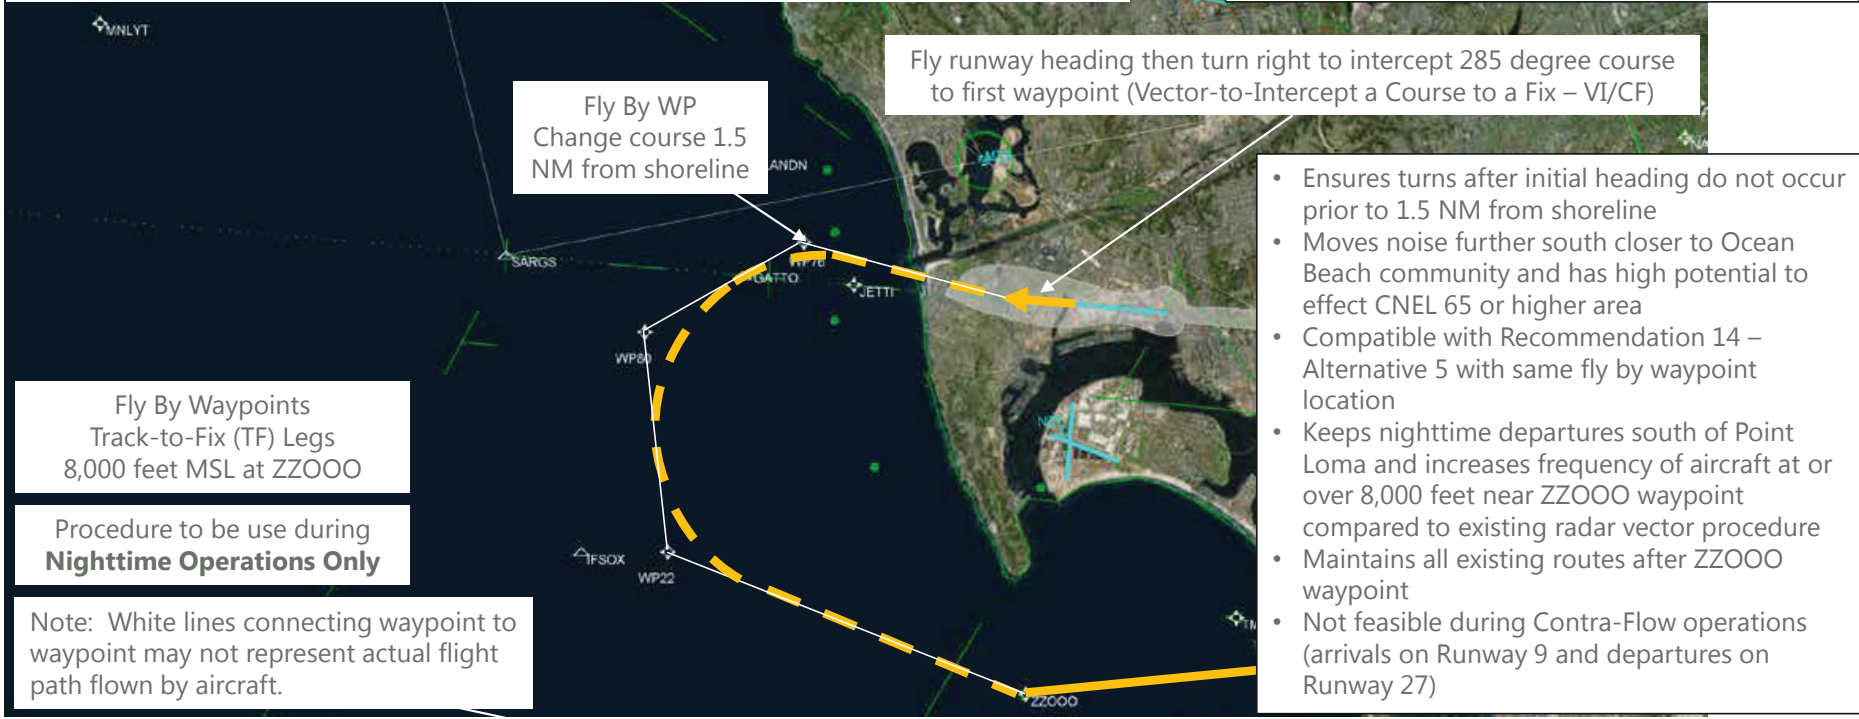 MNLYT
Fly runway heading then turn right to intercept 285 degree course
to first waypoint (Vector-to-Intercept a Course to a Fix – VI/CF)
Fly By WP
Change course 1.5
NM from shoreline
LANDN
SARGS
WP76
GATTO
JETTI
WP80
• Ensures turns after initial heading do not occur
prior to 1.5 NM from shoreline
• Moves noise further south closer to Ocean
Beach community and has high potential to
effect CNEL 65 or higher area
• Compatible with Recommendation 14 –
Alternative 5 with same fly by waypoint
location
• Keeps nighttime departures south of Point
Loma and increases frequency of aircraft at or
over 8,000 feet near ZZOOO waypoint
compared to existing radar vector procedure
• Maintains all existing routes after ZZOOO
waypoint
• Not feasible during Contra-Flow operations
(arrivals on Runway 9 and departures on
Runway 27)
Fly By Waypoints
Track-to-Fix (TF) Legs
8,000 feet MSL at ZZOOO
Procedure to be use during
Nighttime Operations Only
IFSOX
WP22
Note: White lines connecting waypoint to
waypoint may not represent actual flight
path flown by aircraft.
ZZOOO